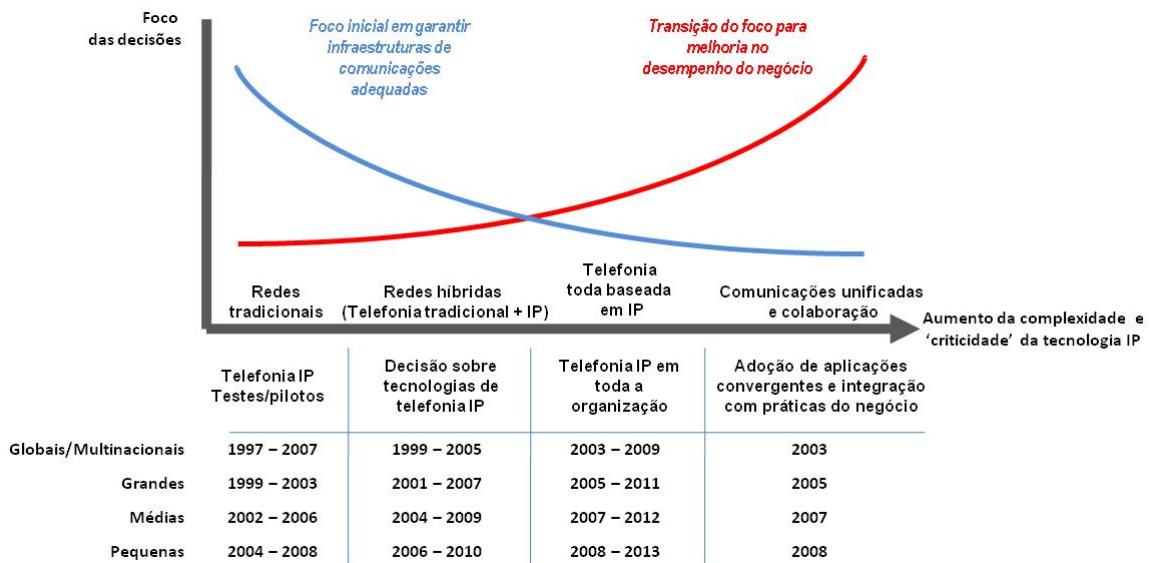 Foco
das decisões
Foco inicial em garantir
infraestruturas de
comunicações
adequadas
Transição do foco para
melhoria no
desempenho do negócio
Redes
tradicionais
Redes híbridas
(Telefonia tradicional + IP)
Telefonia
toda baseada
em IP
Comunicações unificadas
e colaboração
Aumento da complexidade e
‘criticidade’ da tecnologia IP
Telefonia IP
Testes/pilotos
Decisão sobre
tecnologias de
telefonia IP
Telefonia IP em
toda a
organização
Adoção de aplicações
convergentes e integração
com práticas do negócio
Globais/Multinacionais 1997 – 2007 1999 – 2005 2003 – 2009 2003
Grandes 1999 – 2003 2001 – 2007 2005 – 2011 2005
Médias 2002 – 2006 2004 – 2009 2007 – 2012 2007
Pequenas 2004 – 2008 2006 – 2010 2008 – 2013 2008